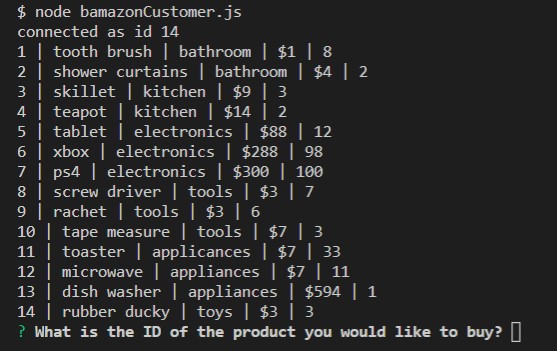 $ node bamazonCustomer.js
connected as id 14
1 | tooth brush | bathroom | $1 | 8
2 | shower curtains | bathroom | $4 | 2
3 | skillet | kitchen | $9 | 3
4 | teapot | kitchen | $14 | 2
5 | tablet | electronics | $88 | 12
6 | xbox | electronics | $288 | 98
7 | ps4 | electronics | $300 | 100
8 | screw driver | tools | $3 | 7
9 | rachet | tools | $3 | 6
10 | tape measure | tools | $7 | 3
11 | toaster | applicances | $7 | 33
12 | microwave | appliances | $7 | 11
13 | dish washer | appliances | $594 | 1
14 | rubber ducky | toys | $3 | 3
? What is the ID of the product you would like to buy?